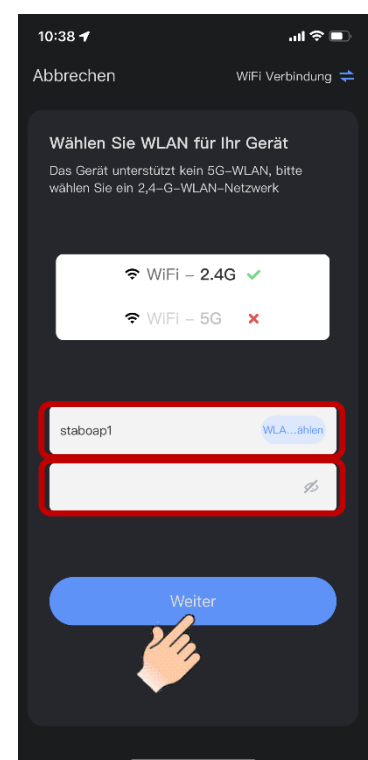 10:38
Abbrechen
WiFi Verbindung
Wählen Sie WLAN für Ihr Gerät
Das Gerät unterstützt kein 5G–WLAN, bitte
wählen Sie ein 2,4–G–WLAN–Netzwerk
WiFi – 2.4G
WiFi – 5G
staboap1
WLA...ählen
Weiter